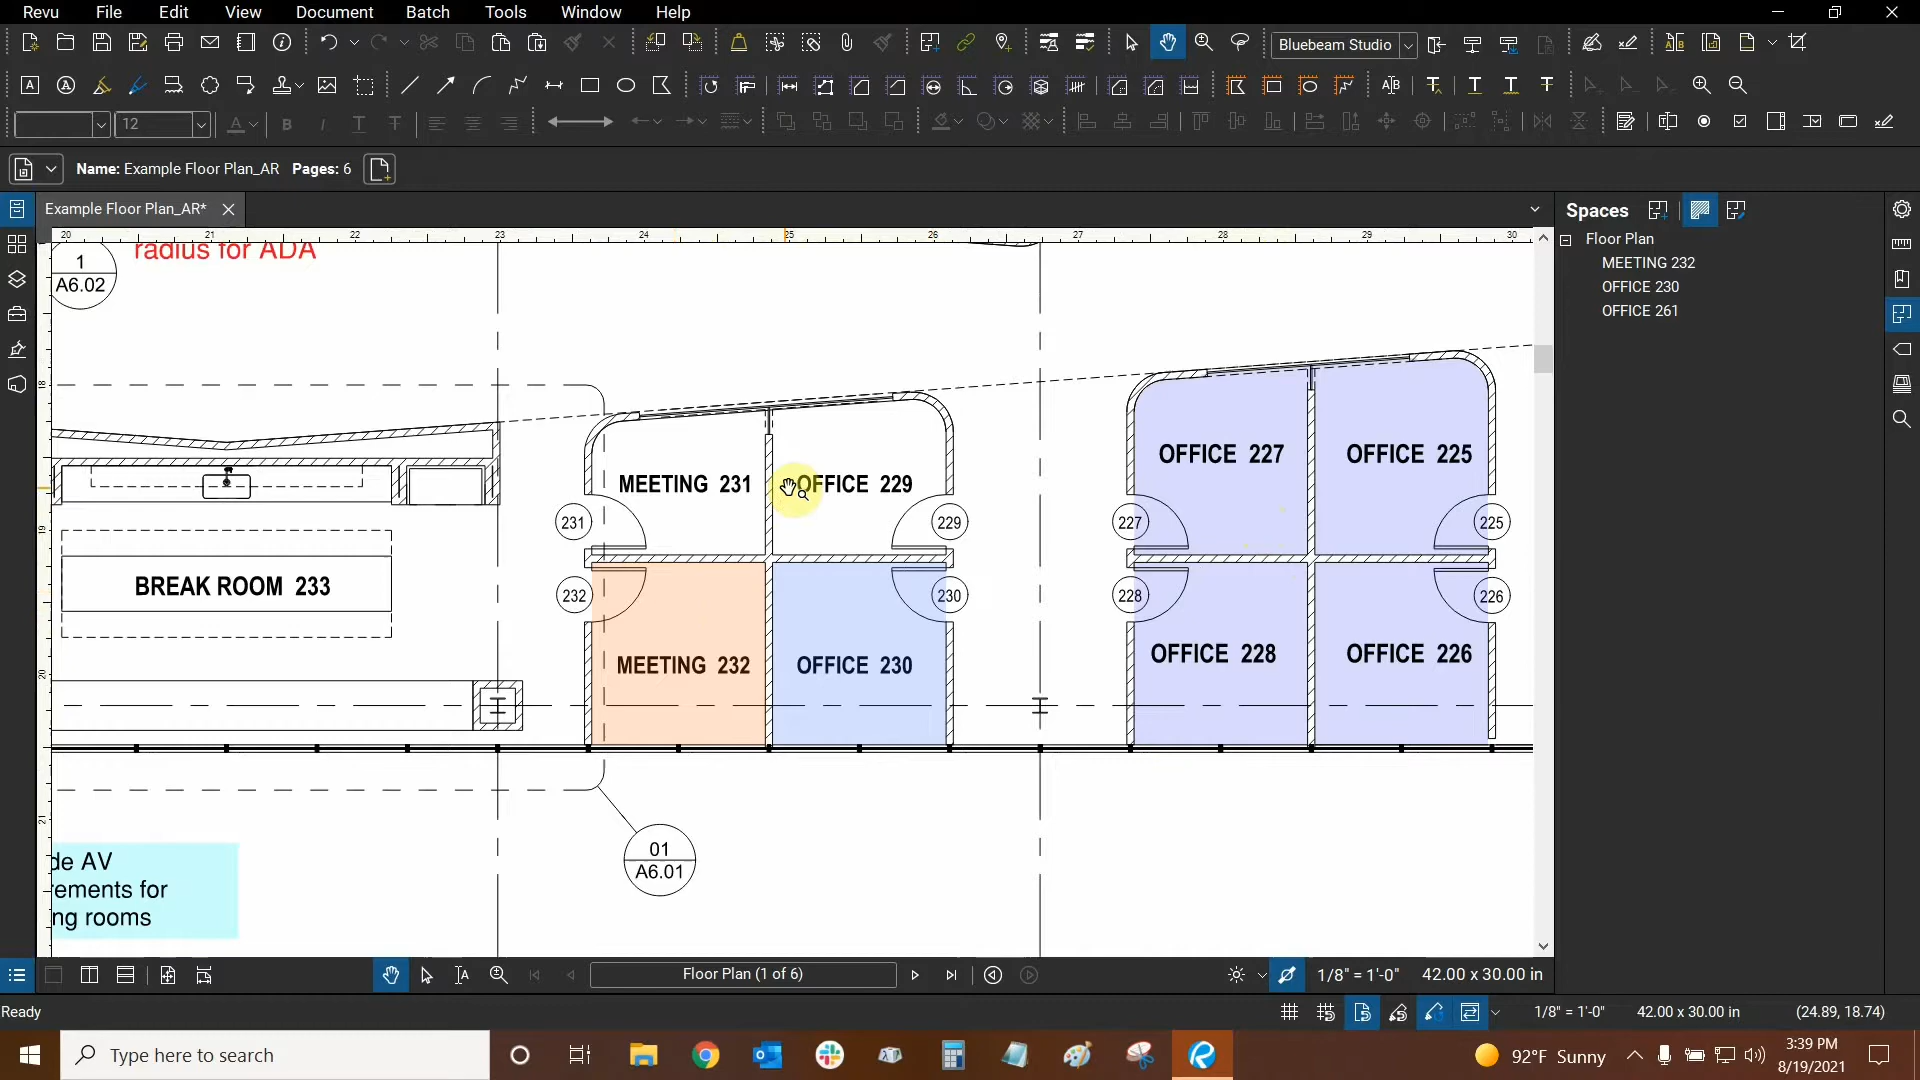 Revu File Edit View Document Batch Tools Window Help
Bluebeam Studio
12
Name: Example Floor Plan_AR Pages: 6
Example Floor Plan_AR*
Spaces
20 21 22 23 24 25 26 27 28 29 30
Floor Plan
MEETING 232
OFFICE 230
OFFICE 261
radius for ADA
1
A6.02
18
OFFICE 227
OFFICE 225
MEETING 231
OFFICE 229
231
229
227
225
19
BREAK ROOM 233
232
230
228
226
MEETING 232
OFFICE 230
OFFICE 228
OFFICE 226
20
21
01
A6.01
de AV
rements for
ng rooms
Floor Plan (1 of 6)
1/8" = 1'-0"
42.00 x 30.00 in
Ready
1/8" = 1'-0"
42.00 x 30.00 in
(24.89, 18.74)
Type here to search
92°F Sunny
3:39 PM
8/19/2021